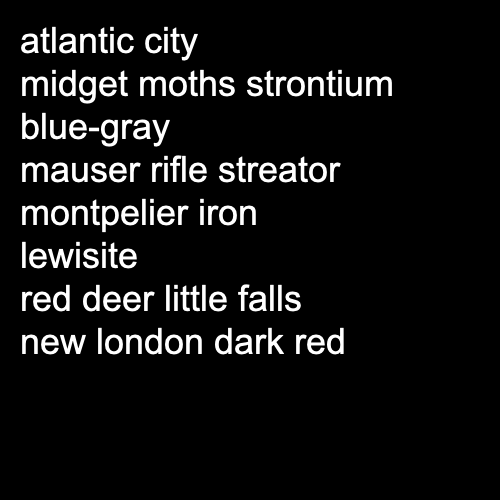 atlantic city
midget moths strontium
blue-gray
mauser rifle streator
montpelier iron
lewisite
red deer little falls
new london dark red